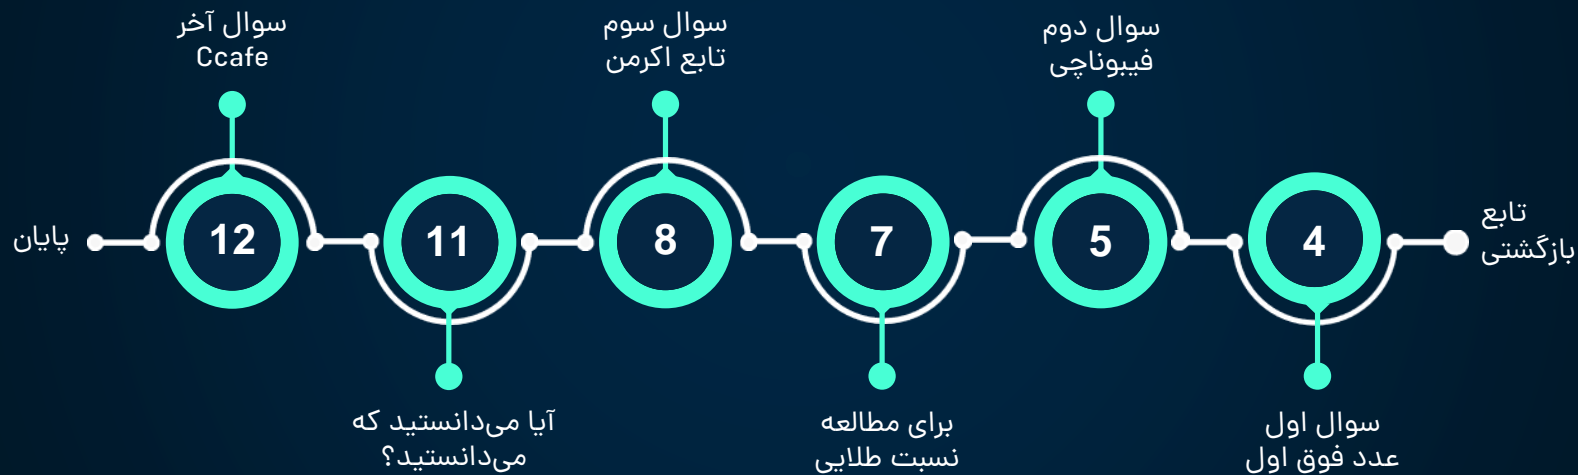 تابع
بازگشتی
4
سوال اول
عدد فوق اول
سوال دوم
فیبوناچی
5
7
برای مطالعه
نسبت طلایی
سوال سوم
تابع اکرمن
8
11
آیا می‌دانستید که
می‌دانستید؟
سوال آخر
Ccafe
12
پایان